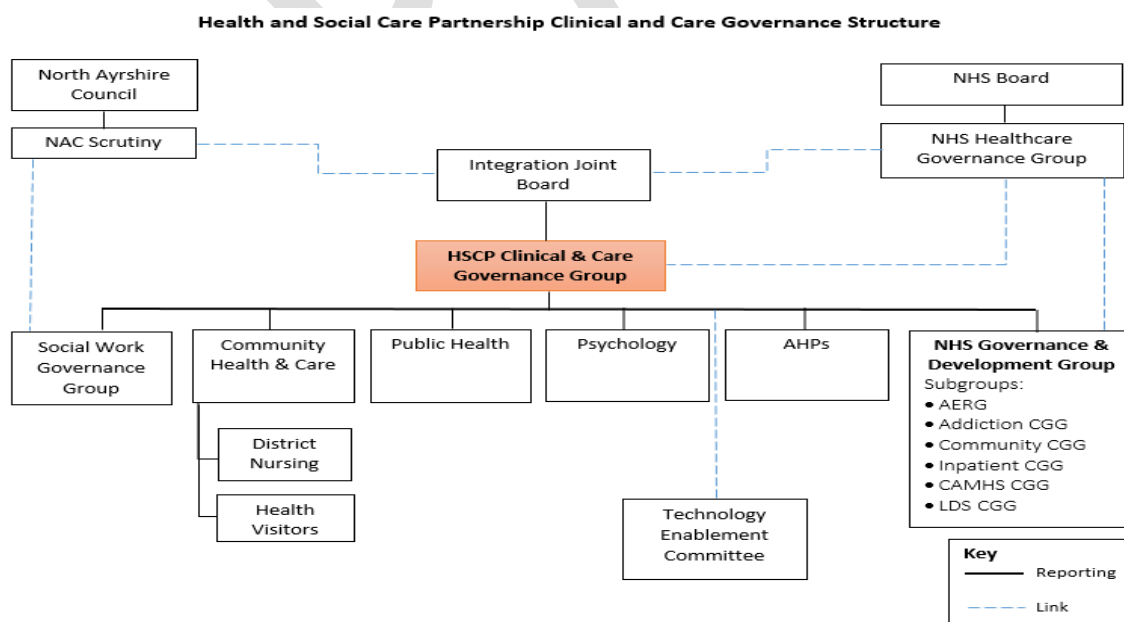 Health and Social Care Partnership Clinical and Care Governance Structure
North Ayrshire
Council
NAC Scrutiny
NHS Board
NHS Healthcare
Governance Group
Integration Joint
Board
HSCP Clinical & Care
Governance Group
Social Work
Governance
Group
Community
Health & Care
Public Health
Psychology
AHPs
NHS Governance &
Development Group
Subgroups:
• AERG
• Addiction CGG
• Community CGG
• Inpatient CGG
• CAMHS CGG
• LDS CGG
District
Nursing
Health
Visitors
Technology
Enablement
Committee
Key
Reporting
Link